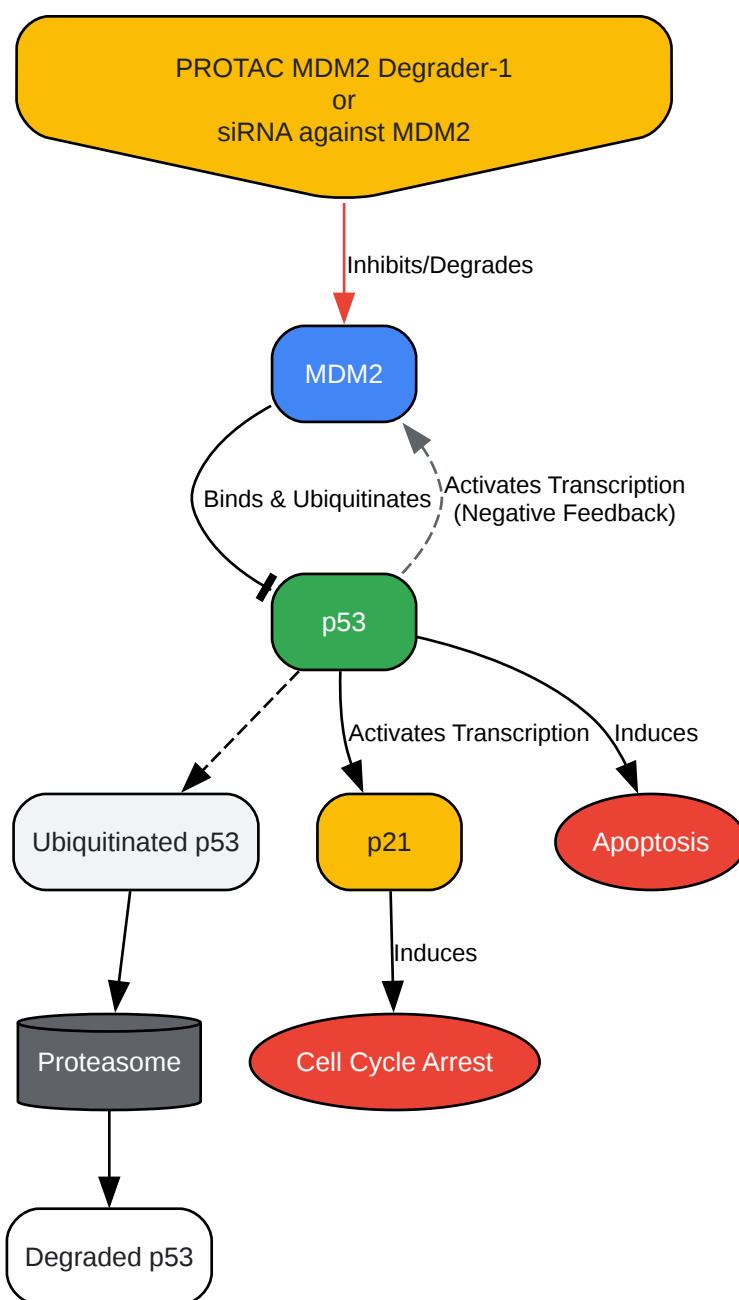 PROTAC MDM2 Degrader-1
or
siRNA against MDM2
Inhibits/Degrades
MDM2
Binds & Ubiquitinates
Activates Transcription
(Negative Feedback)
p53
Activates Transcription
Induces
Ubiquitinated p53
p21
Apoptosis
Induces
Proteasome
Cell Cycle Arrest
Degraded p53